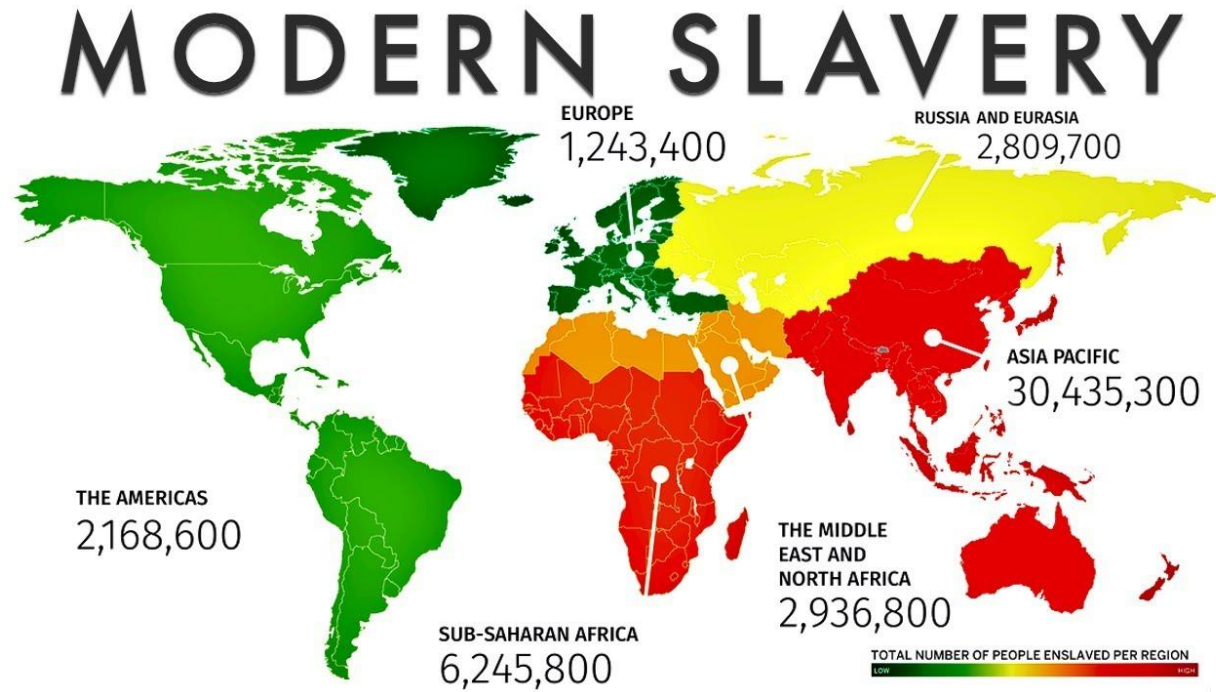 MODERN SLAVERY
EUROPE
1,243,400
RUSSIA AND EURASIA
2,809,700
ASIA PACIFIC
30,435,300
THE AMERICAS
2,168,600
THE MIDDLE
EAST AND
NORTH AFRICA
2,936,800
SUB-SAHARAN AFRICA
6,245,800
TOTAL NUMBER OF PEOPLE ENSLAVED PER REGION
LOW HIGH